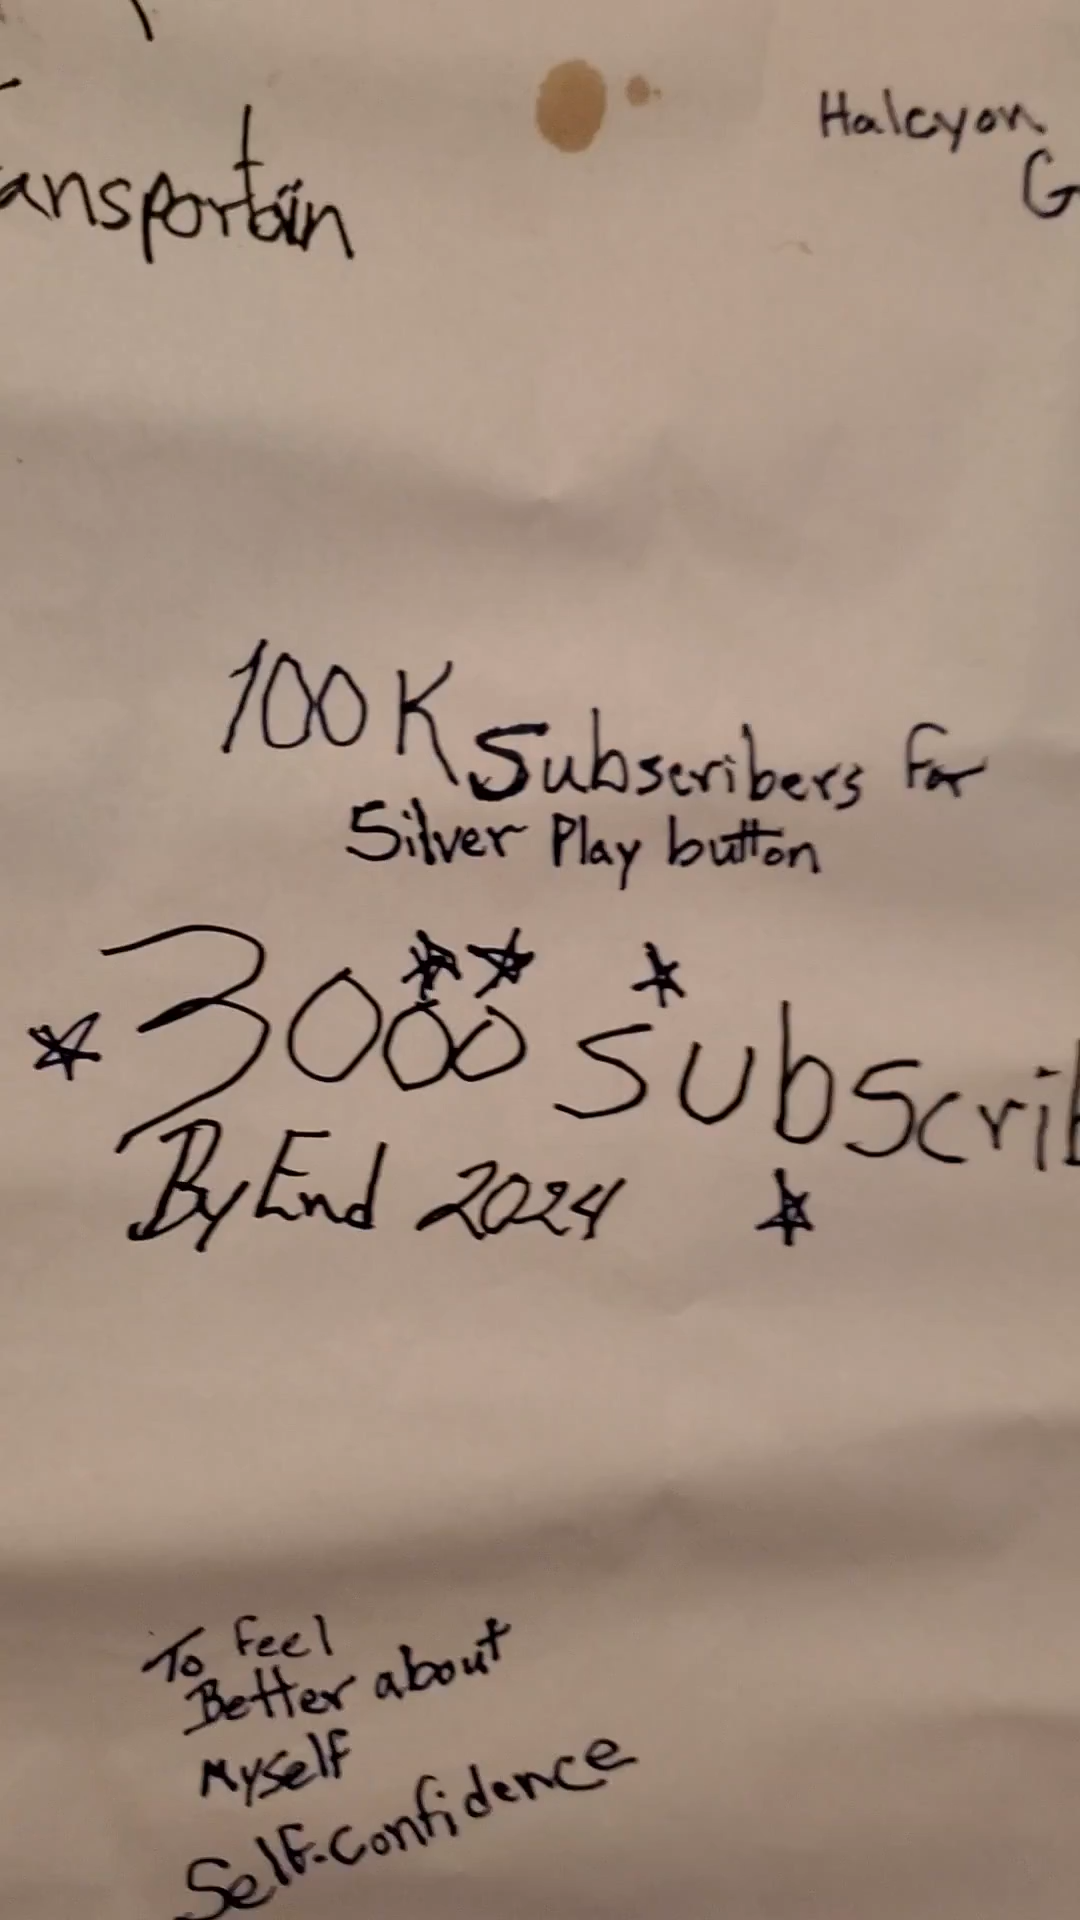 Halcyon
G
ansportain
100K Subscribers For
Silver Play button
3000 Subscrib
By End 2024
To Feel
Better about
Myself
Self-confidence